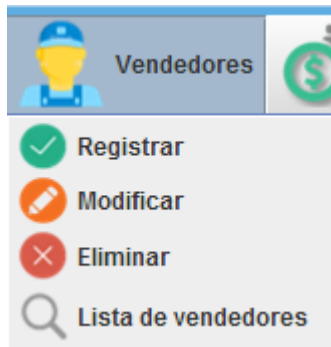 Vendedores
Registrar
Modificar
Eliminar
Lista de vendedores